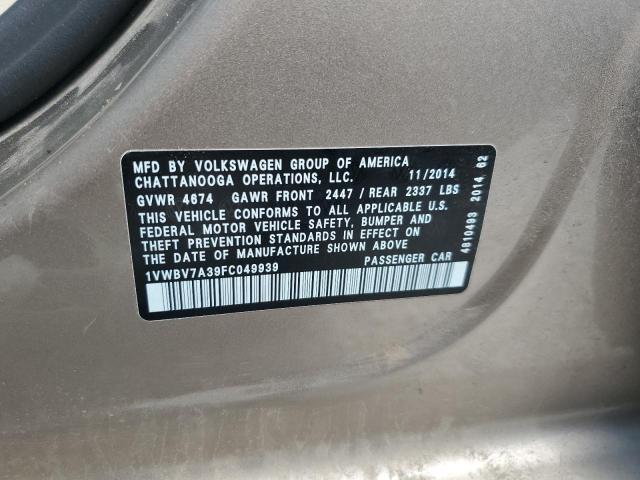 MFD BY VOLKSWAGEN GROUP OF AMERICA
CHATTANOOGA OPERATIONS, LLC. 11/2014
GVWR 4674 GAWR FRONT 2447 / REAR 2337 LBS
THIS VEHICLE CONFORMS TO ALL APPLICABLE U.S.
FEDERAL MOTOR VEHICLE SAFETY, BUMPER AND
THEFT PREVENTION STANDARDS IN EFFECT ON
THE DATE OF MANUFACTURE SHOWN ABOVE.
1VWBV7A39FC049939 PASSENGER CAR
4810493 2014 62